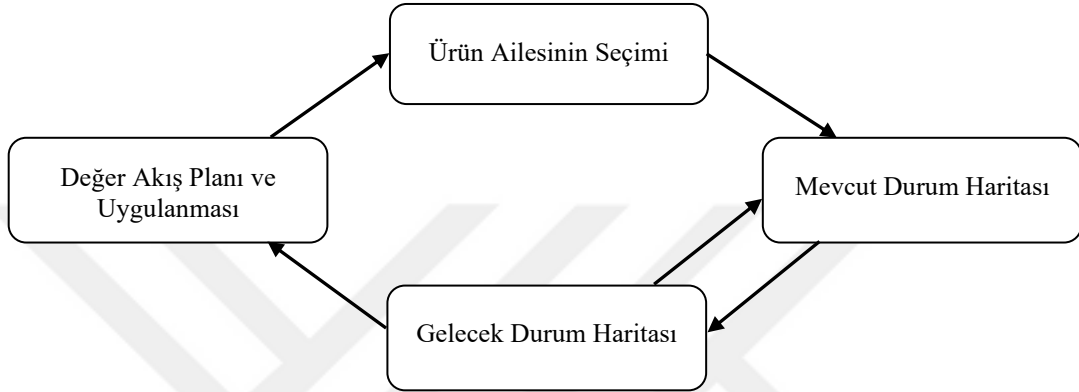 Ürün Ailesinin Seçimi
Değer Akış Planı ve
Uygulanması
Mevcut Durum Haritası
Gelecek Durum Haritası